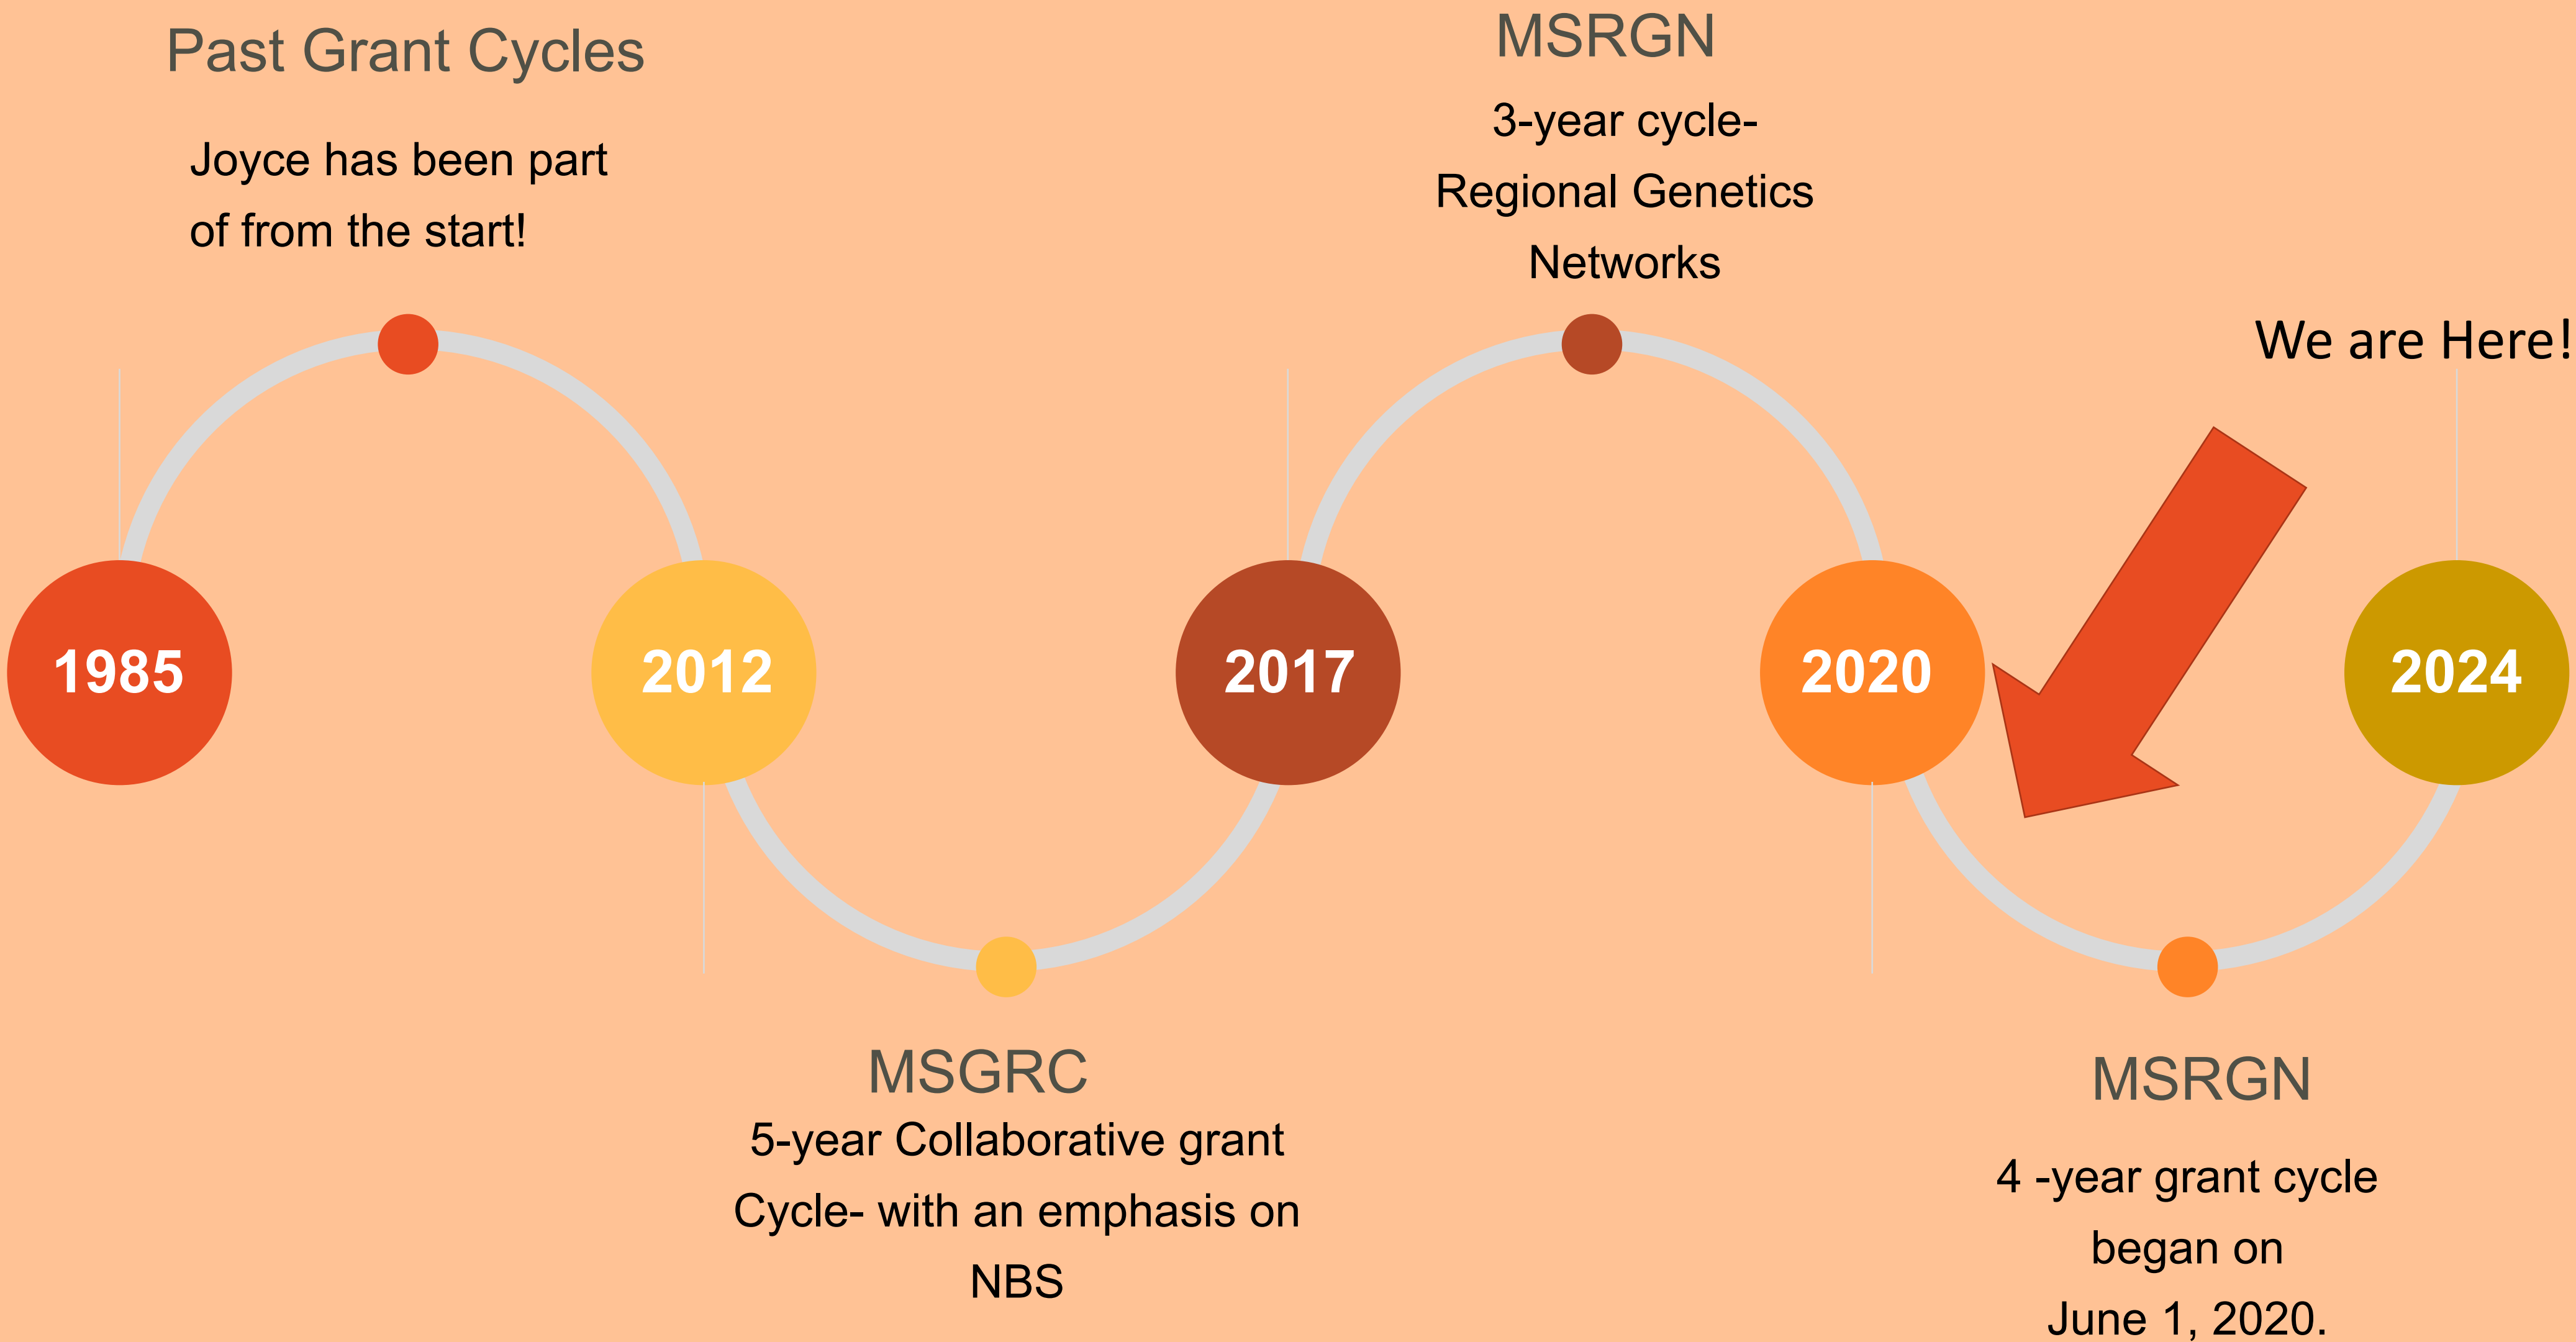 Past Grant Cycles
Joyce has been part
of from the start!
MSRGN
3-year cycle-
Regional Genetics
Networks
We are Here!
1985
2012
2017
2020
2024
MSGRC
5-year Collaborative grant
Cycle- with an emphasis on
NBS
MSRGN
4 -year grant cycle
began on
June 1, 2020.